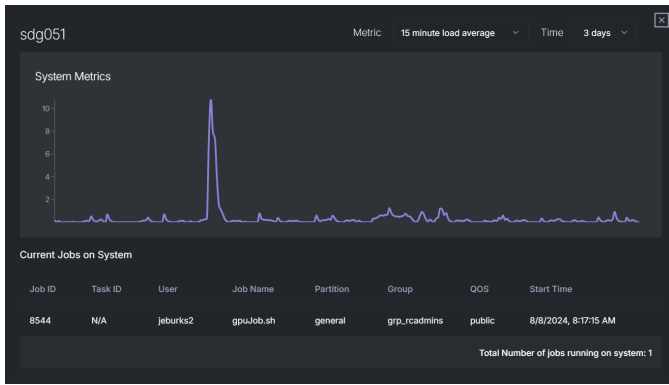 sdg051 Metric 15 minute load average Time 3 days
System Metrics
10
8
6
4
2
Current Jobs on System
Job ID Task ID User Job Name Partition Group QOS Start Time
8544 N/A jeburks2 gpuJob.sh general grp_rcadmins public 8/8/2024, 8:17:15 AM
Total Number of jobs running on system: 1